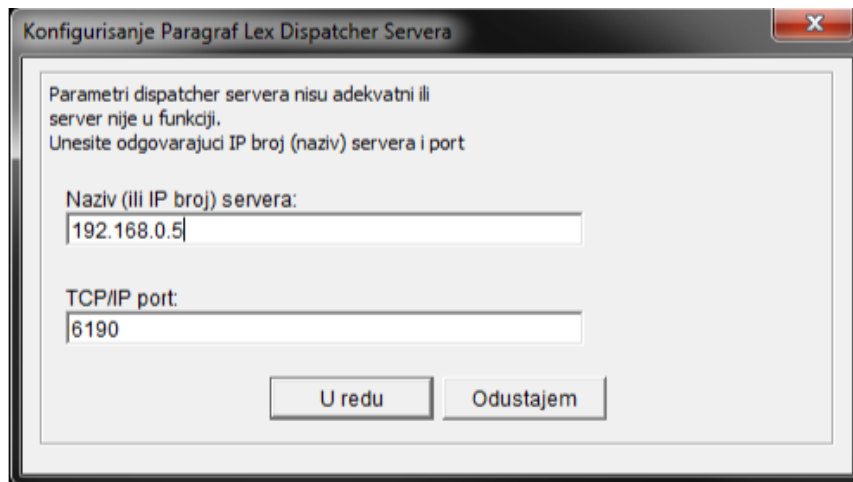 Konfigurisanje Paragraf Lex Dispatcher Servera
Parametri dispatcher servera nisu adekvatni ili
server nije u funkciji.
Unesite odgovarajuci IP broj (naziv) servera i port
Naziv (ili IP broj) servera:
192.168.0.5
TCP/IP port:
6190
U redu
Odustajem